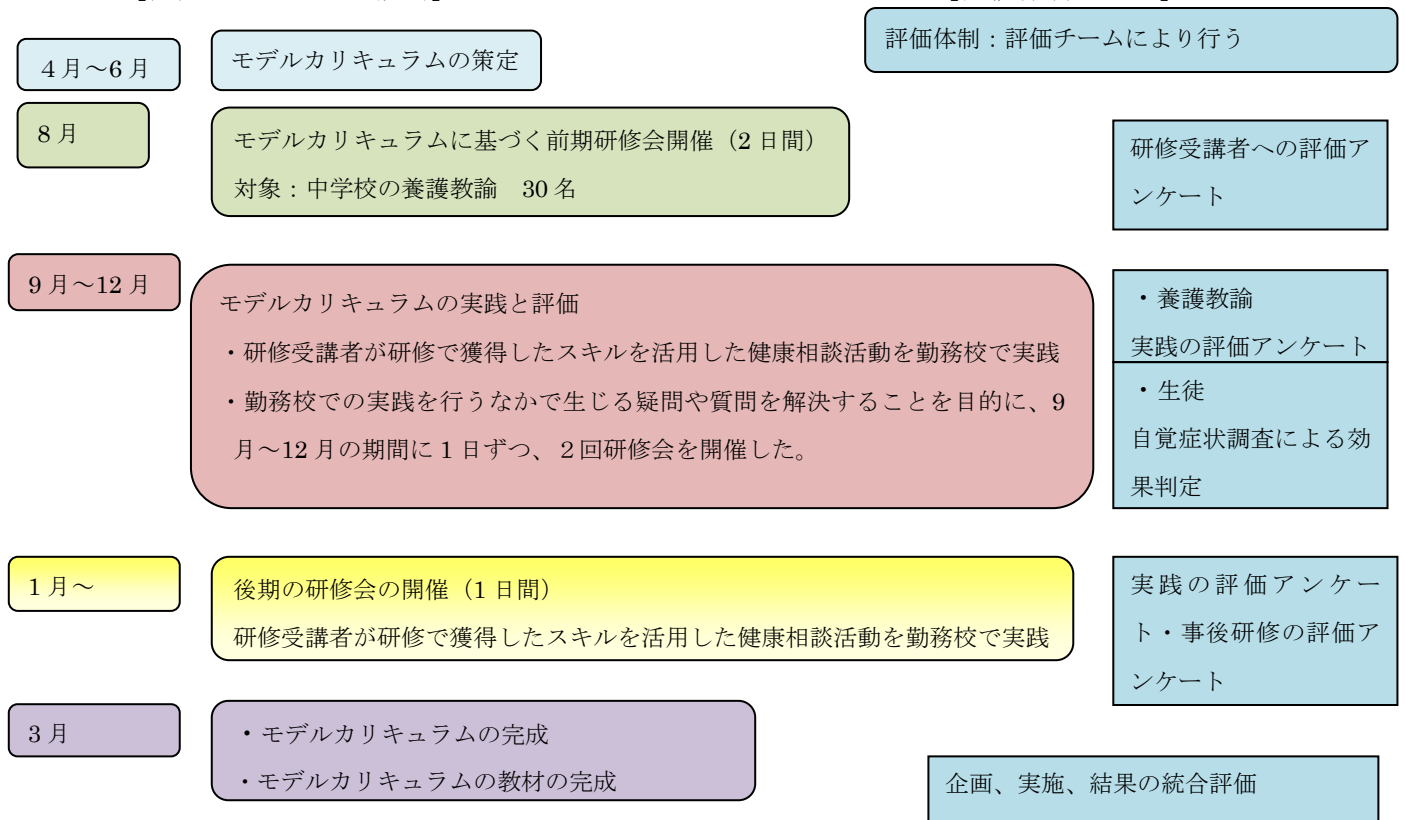 4月～6月
モデルカリキュラムの策定
評価体制：評価チームにより行う
8月
モデルカリキュラムに基づく前期研修会開催（2日間）
対象：中学校の養護教諭　30名
研修受講者への評価ア
ンケート
9月～12月
モデルカリキュラムの実践と評価
・研修受講者が研修で獲得したスキルを活用した健康相談活動を勤務校で実践
・勤務校での実践を行うなかで生じる疑問や質問を解決することを目的に、9
月～12月の期間に1日ずつ、２回研修会を開催した。
・養護教諭
実践の評価アンケート
・生徒
自覚症状調査による効
果判定
1月～
後期の研修会の開催（1日間）
研修受講者が研修で獲得したスキルを活用した健康相談活動を勤務校で実践
実践の評価アンケー
ト・事後研修の評価ア
ンケート
3月
・モデルカリキュラムの完成
・モデルカリキュラムの教材の完成
企画、実施、結果の統合評価